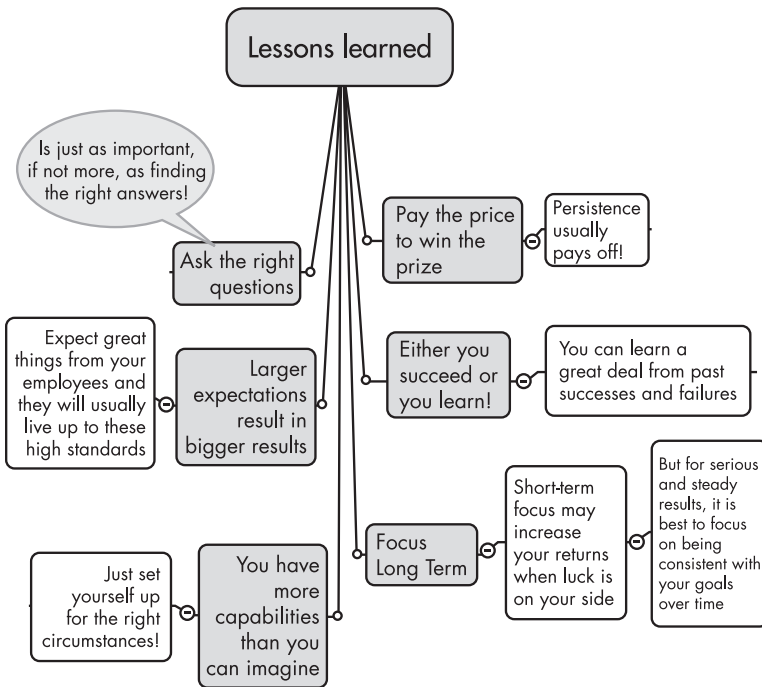 Lessons learned
Is just as important,
if not more, as finding
the right answers!
Ask the right
questions
Larger
expectations
result in
bigger results
Expect great
things from your
employees and
they will usually
live up to these
high standards
You have
more
capabilities
than you
can imagine
Just set
yourself up
for the right
circumstances!
Pay the price
to win the
prize
Persistence
usually
pays off!
Either you
succeed or
you learn!
You can learn a
great deal from past
successes and failures
Focus
Long Term
Short-term
focus may
increase
your returns
when luck is
on your side
But for serious
and steady
results, it is
best to focus
on being
consistent with
your goals
over time